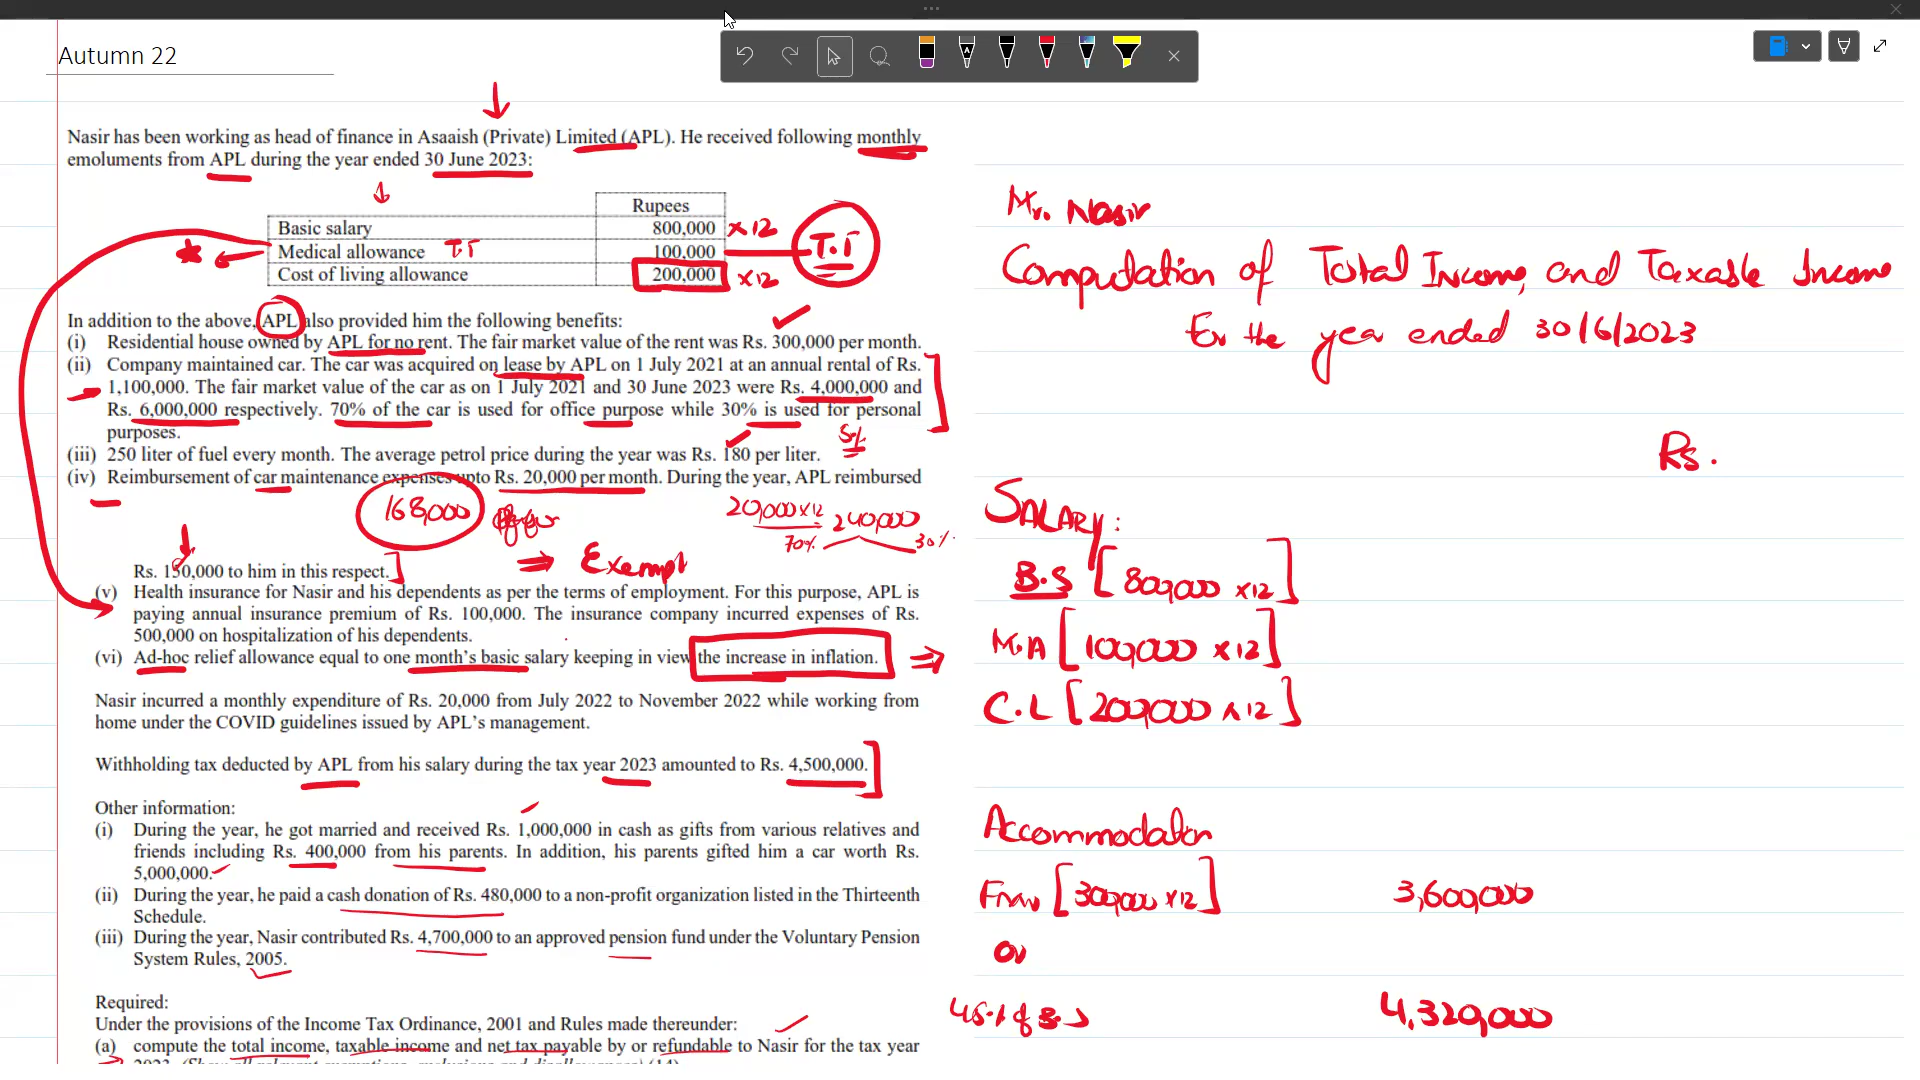 Autumn 22
Nasir has been working as head of finance in Asaaish (Private) Limited (APL). He received following monthly
emoluments from APL during the year ended 30 June 2023:
Rupees
Basic salary 800,000 x12
Medical allowance T.T 100,000 T.T
Cost of living allowance 200,000 x12
In addition to the above, APL also provided him the following benefits:
(i) Residential house owned by APL for no rent. The fair market value of the rent was Rs. 300,000 per month.
(ii) Company maintained car. The car was acquired on lease by APL on 1 July 2021 at an annual rental of Rs.
1,100,000. The fair market value of the car as on 1 July 2021 and 30 June 2023 were Rs. 4,000,000 and
Rs. 6,000,000 respectively. 70% of the car is used for office purpose while 30% is used for personal
purposes.
5%
(iii) 250 liter of fuel every month. The average petrol price during the year was Rs. 180 per liter.
(iv) Reimbursement of car maintenance expenses upto Rs. 20,000 per month. During the year, APL reimbursed
168,000 20,000x12 = 240,000
70% 30%
⇒ Exempt
Rs. 150,000 to him in this respect.
(v) Health insurance for Nasir and his dependents as per the terms of employment. For this purpose, APL is
paying annual insurance premium of Rs. 100,000. The insurance company incurred expenses of Rs.
500,000 on hospitalization of his dependents.
(vi) Ad-hoc relief allowance equal to one month's basic salary keeping in view the increase in inflation. ⇒
Nasir incurred a monthly expenditure of Rs. 20,000 from July 2022 to November 2022 while working from
home under the COVID guidelines issued by APL's management.
Withholding tax deducted by APL from his salary during the tax year 2023 amounted to Rs. 4,500,000.
Other information:
(i) During the year, he got married and received Rs. 1,000,000 in cash as gifts from various relatives and
friends including Rs. 400,000 from his parents. In addition, his parents gifted him a car worth Rs.
5,000,000.
(ii) During the year, he paid a cash donation of Rs. 480,000 to a non-profit organization listed in the Thirteenth
Schedule.
(iii) During the year, Nasir contributed Rs. 4,700,000 to an approved pension fund under the Voluntary Pension
System Rules, 2005.
Required:
Under the provisions of the Income Tax Ordinance, 2001 and Rules made thereunder:
(a) compute the total income, taxable income and net tax payable by or refundable to Nasir for the tax year
Mr. Nasir
Computation of Total Income, and Taxable Income
For the year ended 30/6/2023
Rs.
SALARY:
B.S [800,000 x12]
M.A [100,000 x12]
C.L [200,000 x12]
Accommodation
[300,000 x12] 3,600,000
Or
45% of B.S 4,320,000